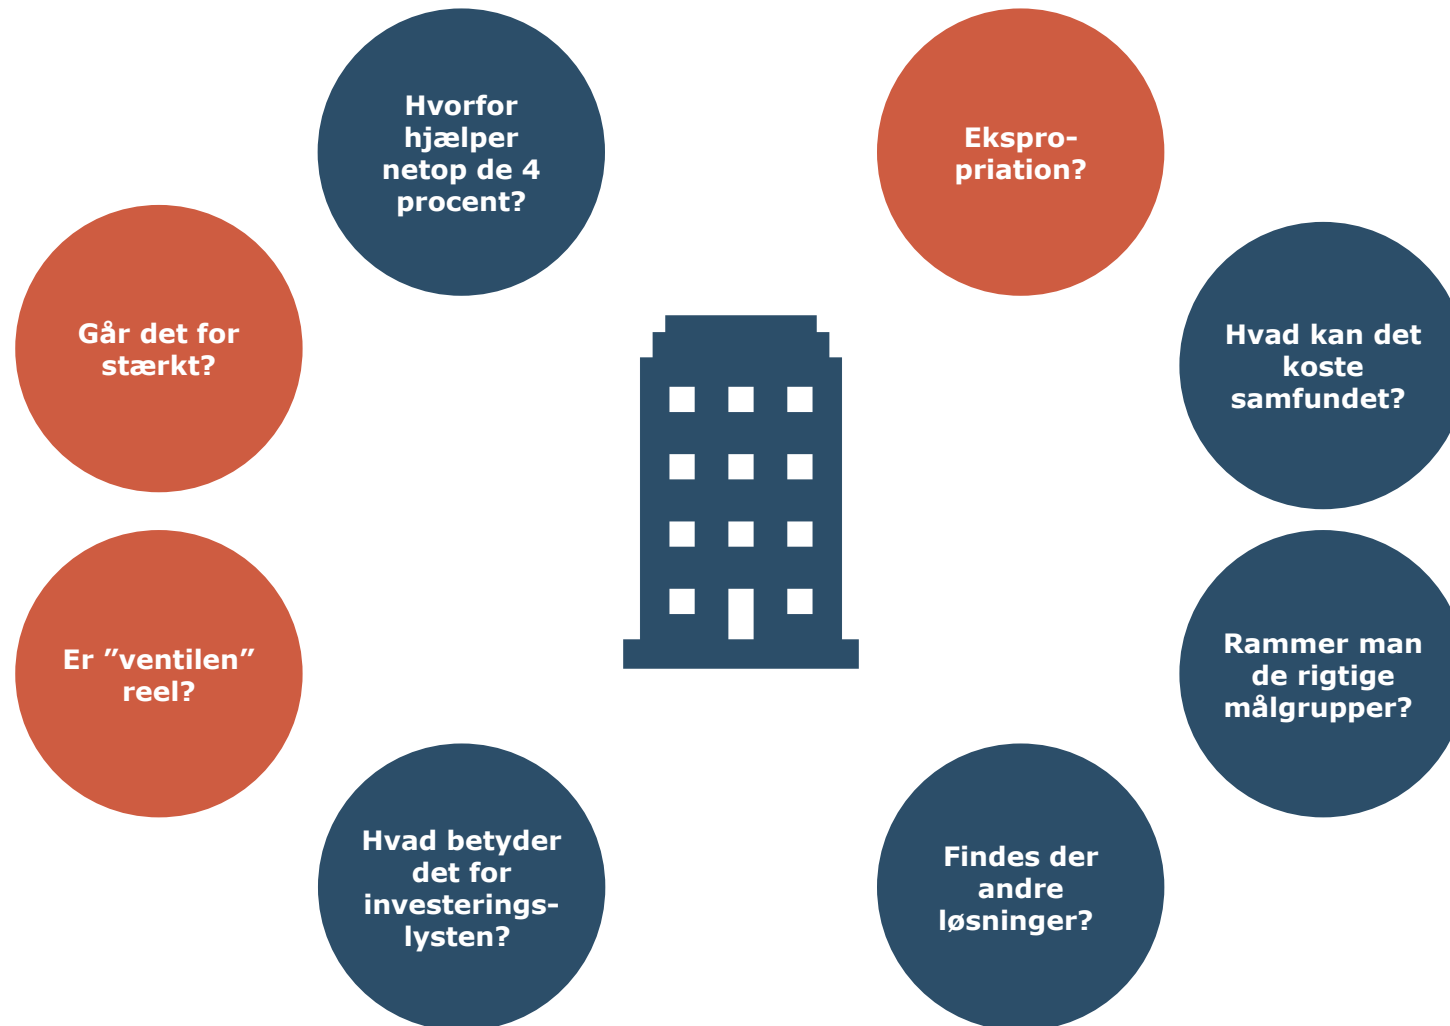 Hvorfor
hjælper
netop de 4
procent?
Ekspro-
priation?
Går det for
stærkt?
Hvad kan det
koste
samfundet?
Er ”ventilen”
reel?
Rammer man
de rigtige
målgrupper?
Hvad betyder
det for
investerings-
lysten?
Findes der
andre
løsninger?